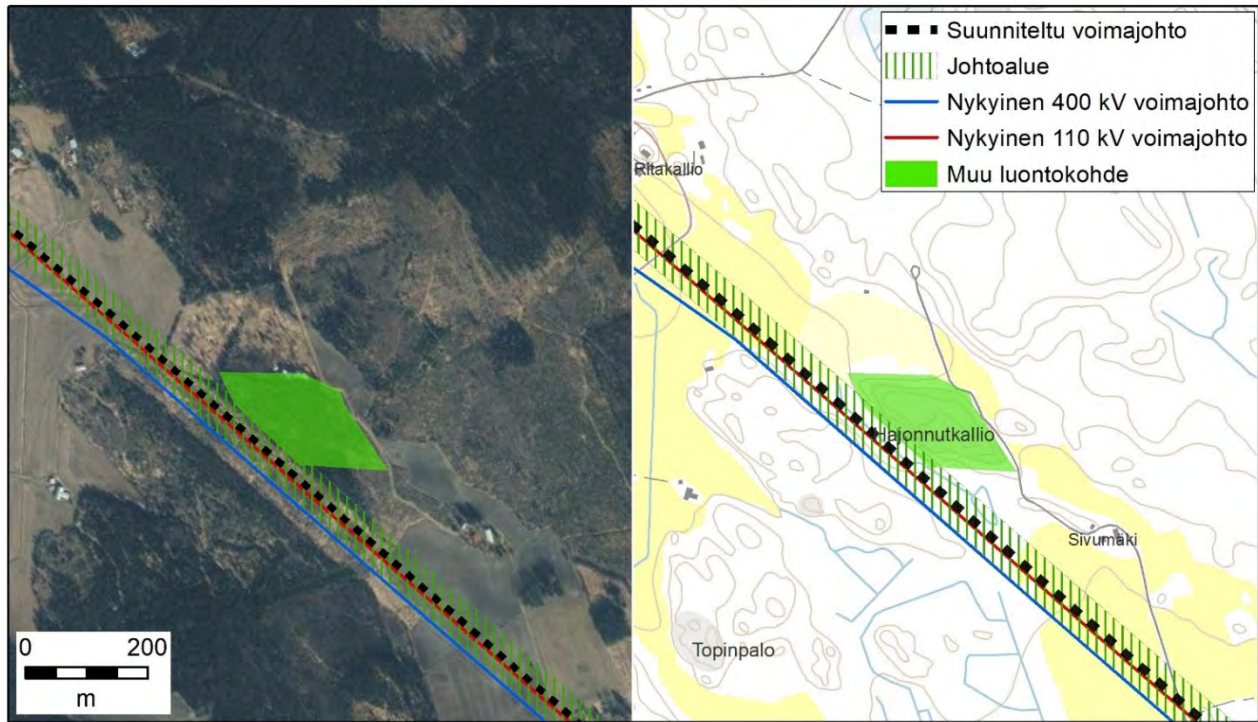 Suunniteltu voimajohto
Johtoalue
Nykyinen 400 kV voimajohto
Nykyinen 110 kV voimajohto
Muu luontokohde
Ritakallio
Hajonnutkallio
Sivumäki
Topinpalo
0 200
m